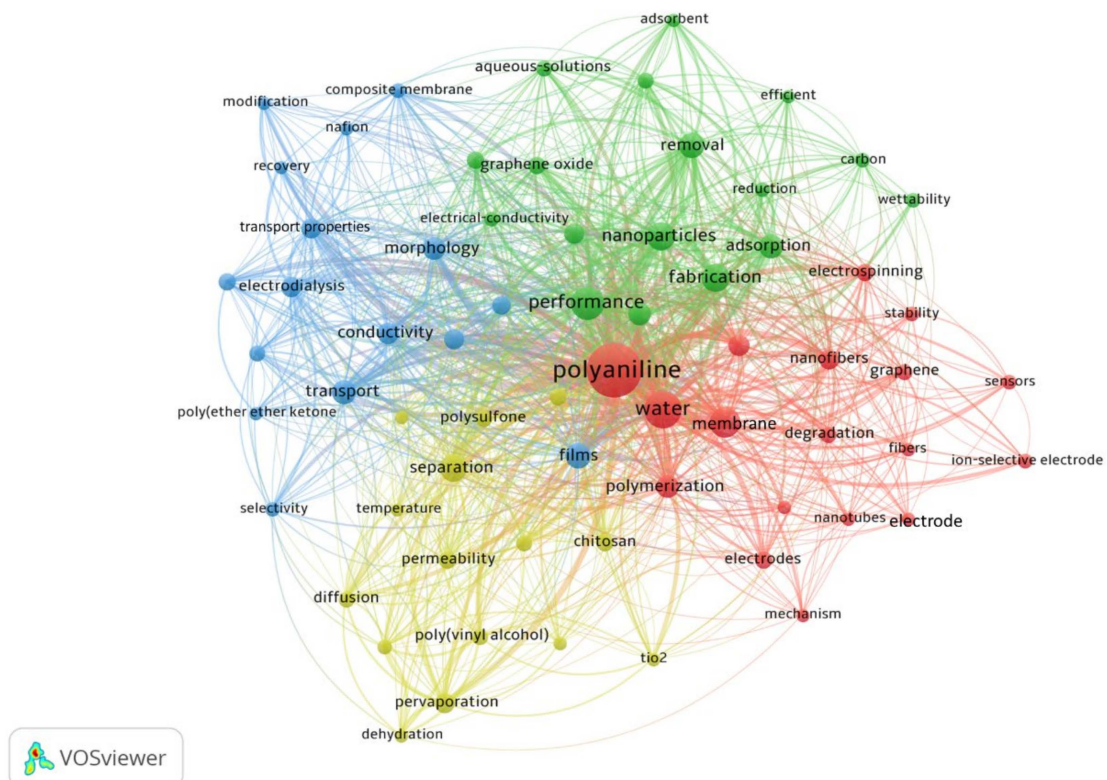 adsorbent
aqueous-solutions
composite membrane
modification
efficient
nafion
removal
recovery
graphene oxide
carbon
reduction
wettability
electrical-conductivity
transport properties
nanoparticles
morphology
adsorption
electrospinning
fabrication
electrodialysis
performance
stability
conductivity
nanofibers
polyaniline
graphene
sensors
transport
poly(ether ether ketone
polysulfone
water
membrane
degradation
fibers
films
ion-selective electrode
separation
polymerization
selectivity
temperature
nanotubes
electrode
chitosan
permeability
electrodes
diffusion
mechanism
poly(vinyl alcohol)
tio2
pervaporation
dehydration
VOSviewer